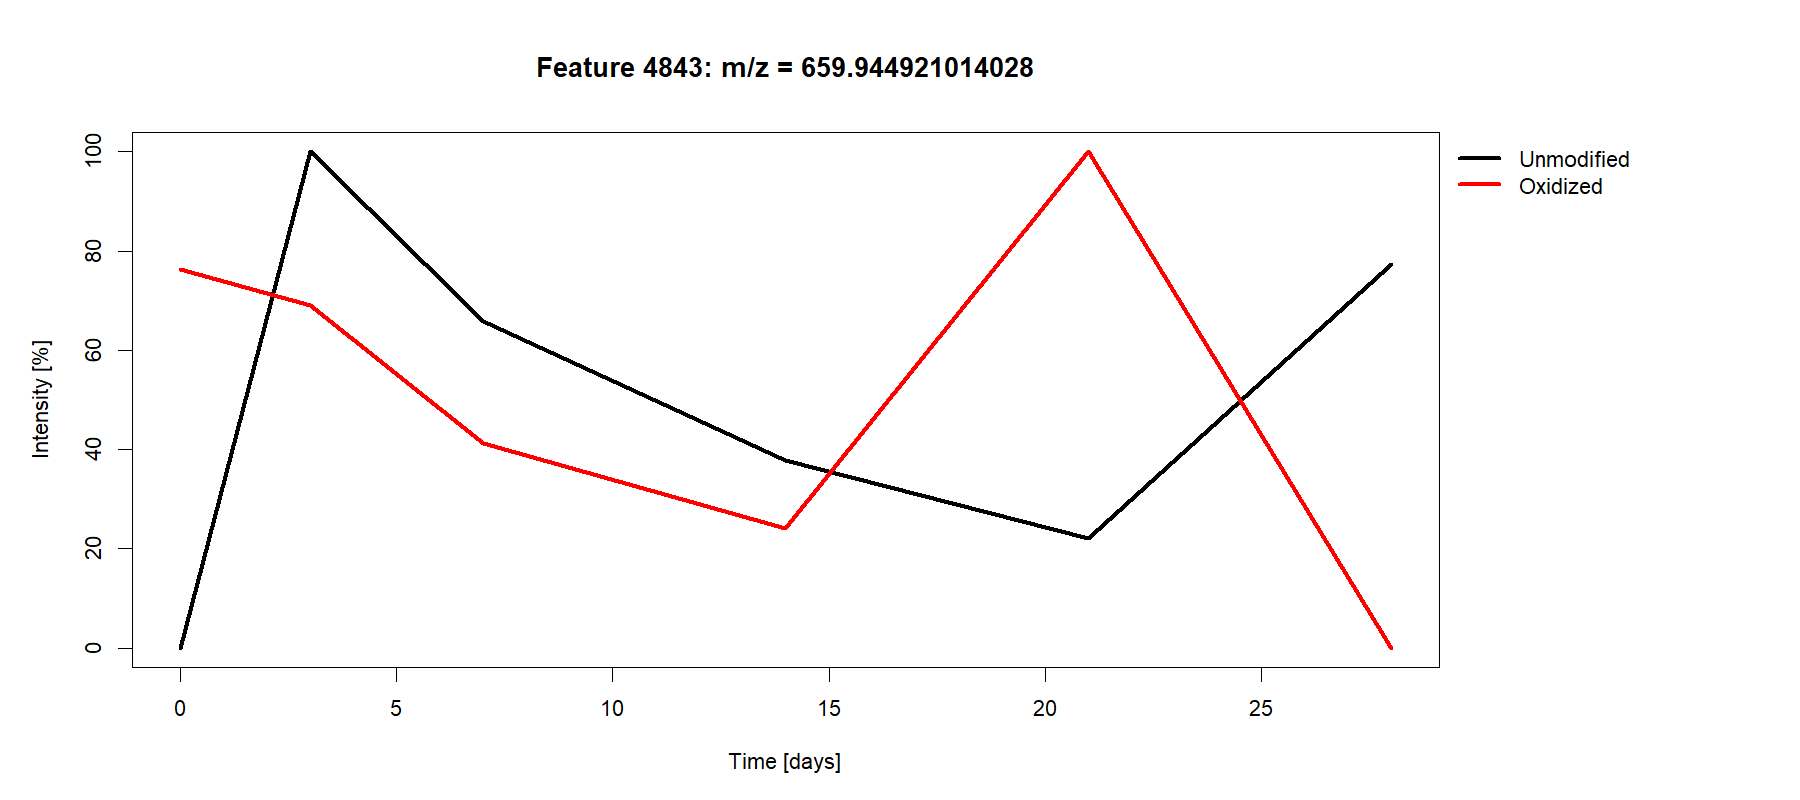 Feature 4843: m/z = 659.944921014028
Unmodified
Oxidized
Intensity [%]
100
80
60
40
20
0
0 5 10 15 20 25
Time [days]